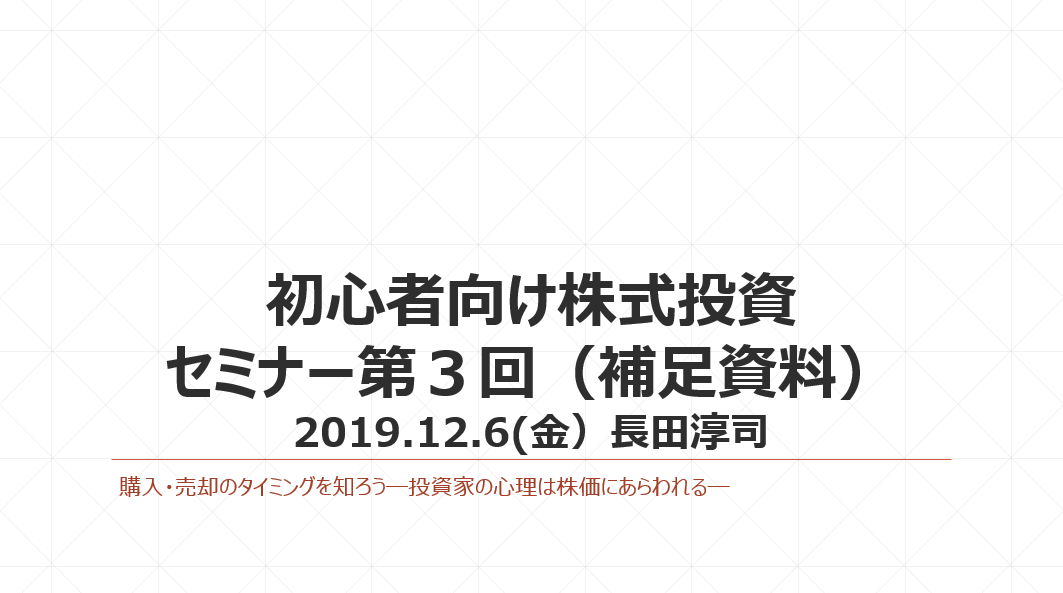 初心者向け株式投資
セミナー第３回（補足資料）
2019.12.6(金）長田淳司
購入・売却のタイミングを知ろう―投資家の心理は株価にあらわれる―